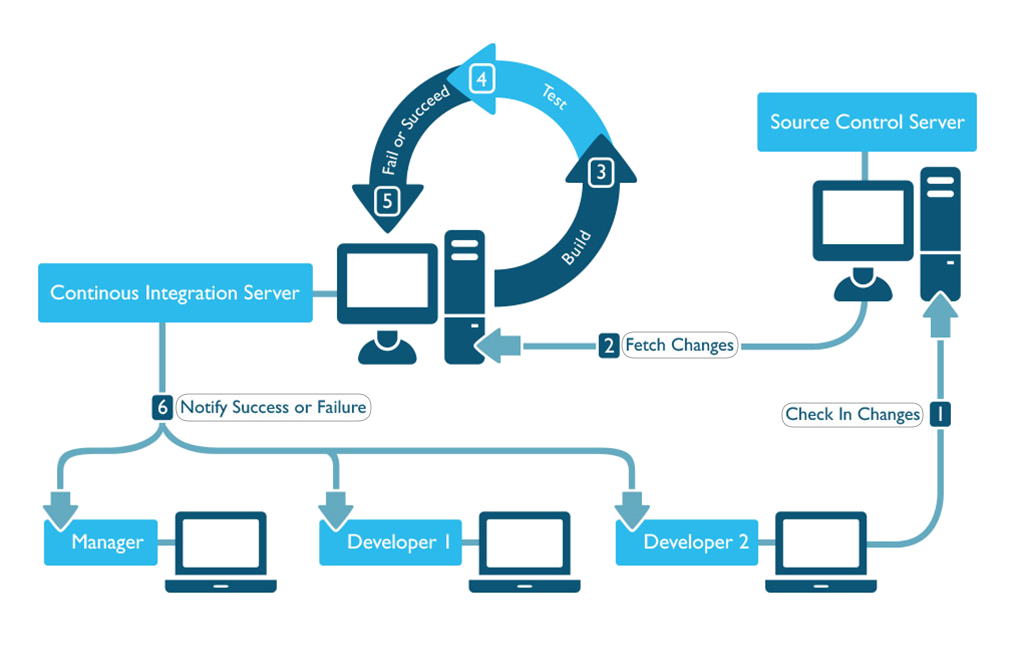 4
Test
Fail or Succeed
Source Control Server
3
5
Build
Continous Integration Server
2 Fetch Changes
6 Notify Success or Failure
Check In Changes 1
Manager
Developer 1
Developer 2